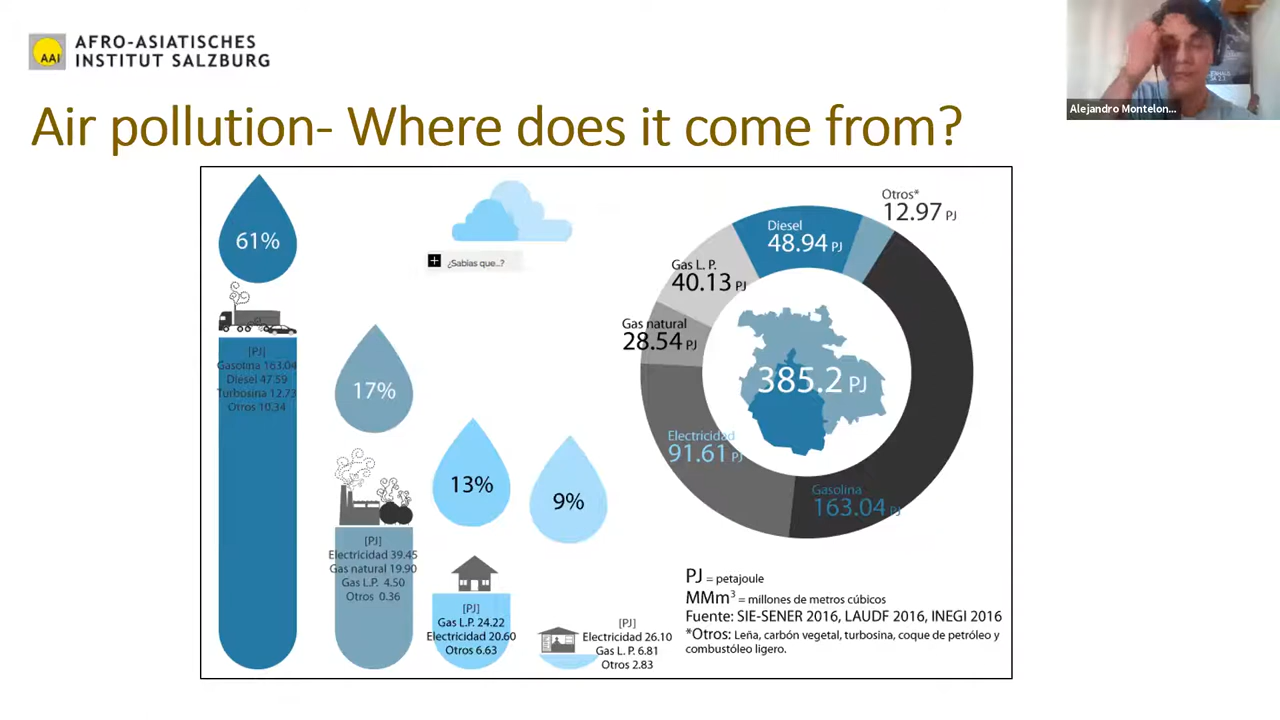 AFRO-ASIATISCHES
INSTITUT SALZBURG
AAI
Alejandro Montelon...
Air pollution- Where does it come from?
61%
[PJ]
Gasolina 163.04
Diesel 47.59
Turbosina 12.73
Otros 10.34
17%
[PJ]
Electricidad 39.45
Gas natural 19.90
Gas L.P. 4.50
Otros 0.36
¿Sabías que...?
13%
[PJ]
Gas L.P. 24.22
Electricidad 20.60
Otros 6.63
9%
[PJ]
Electricidad 26.10
Gas L.P. 6.81
Otros 2.83
Otros*
12.97 PJ
Diesel
48.94 PJ
Gas L. P.
40.13 PJ
Gas natural
28.54 PJ
385.2 PJ
Electricidad
91.61 PJ
Gasolina
163.04 PJ
PJ = petajoule
MMm³ = millones de metros cúbicos
Fuente: SIE-SENER 2016, LAUDF 2016, INEGI 2016
*Otros: Leña, carbón vegetal, turbosina, coque de petróleo y
combustóleo ligero.